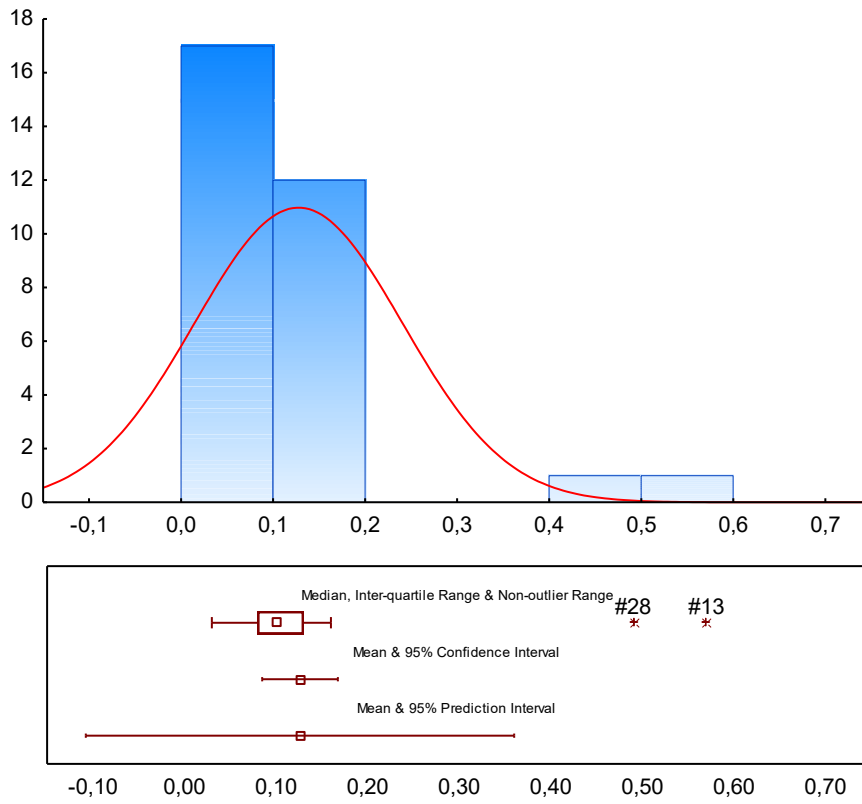 18
16
14
12
10
8
6
4
2
0
-0,1 0,0 0,1 0,2 0,3 0,4 0,5 0,6 0,7
Median, Inter-quartile Range & Non-outlier Range
#28 #13
Mean & 95% Confidence Interval
Mean & 95% Prediction Interval
-0,10 0,00 0,10 0,20 0,30 0,40 0,50 0,60 0,70